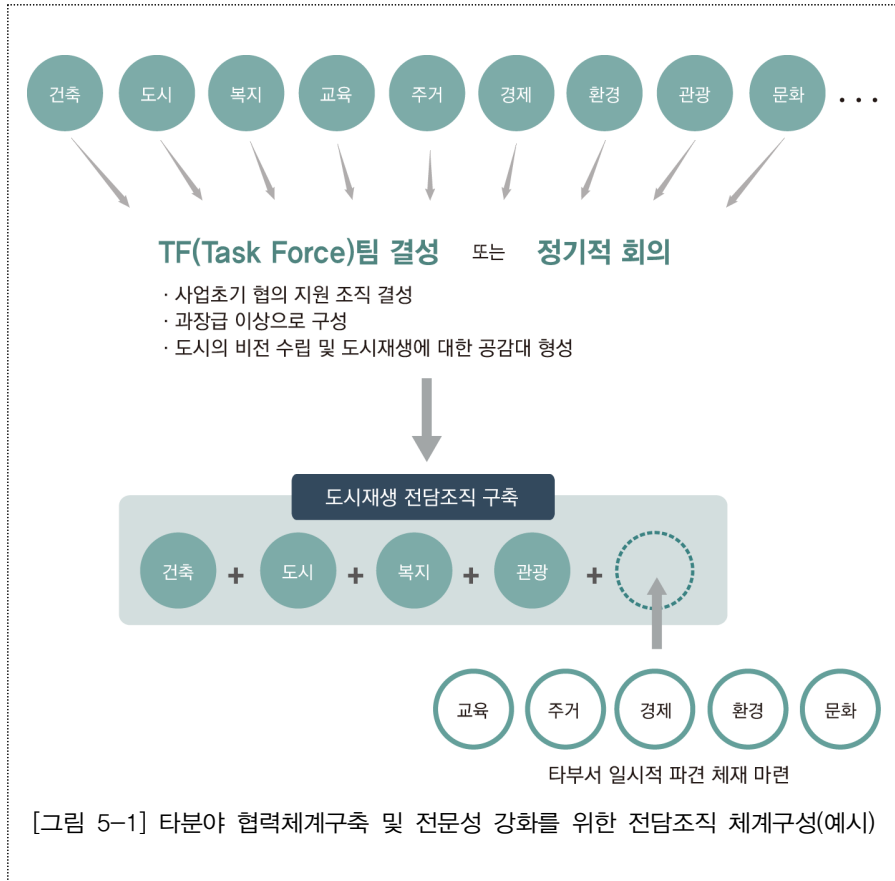 건축 도시 복지 교육 주거 경제 환경 관광 문화 ...
TF(Task Force)팀 결성 또는 정기적 회의
· 사업초기 협의 지원 조직 결성
· 과장급 이상으로 구성
· 도시의 비전 수립 및 도시재생에 대한 공감대 형성
도시재생 전담조직 구축
건축 + 도시 + 복지 + 관광 +
교육 주거 경제 환경 문화
타부서 일시적 파견 체재 마련
[그림 5-1] 타분야 협력체계구축 및 전문성 강화를 위한 전담조직 체계구성(예시)